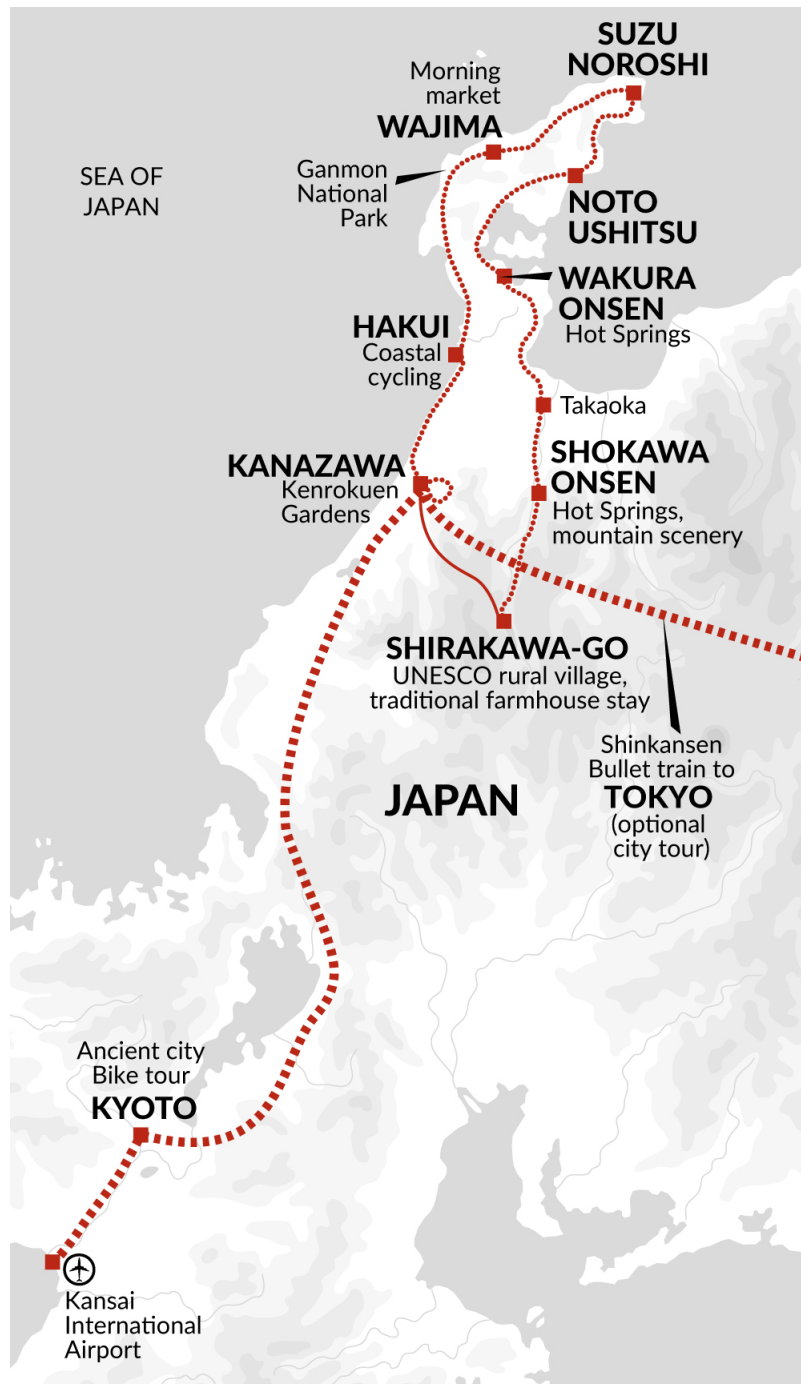 SUZU
NOROSHI
Morning
market
WAJIMA
Ganmon
National
Park
SEA OF
JAPAN
NOTO
USHITSU
WAKURA
ONSEN
Hot Springs
HAKUI
Coastal
cycling
Takaoka
KANAZAWA
Kenrokuen
Gardens
SHOKAWA
ONSEN
Hot Springs,
mountain scenery
SHIRAKAWA-GO
UNESCO rural village,
traditional farmhouse stay
Shinkansen
Bullet train to
TOKYO
(optional
city tour)
JAPAN
Ancient city
Bike tour
KYOTO
Kansai
International
Airport